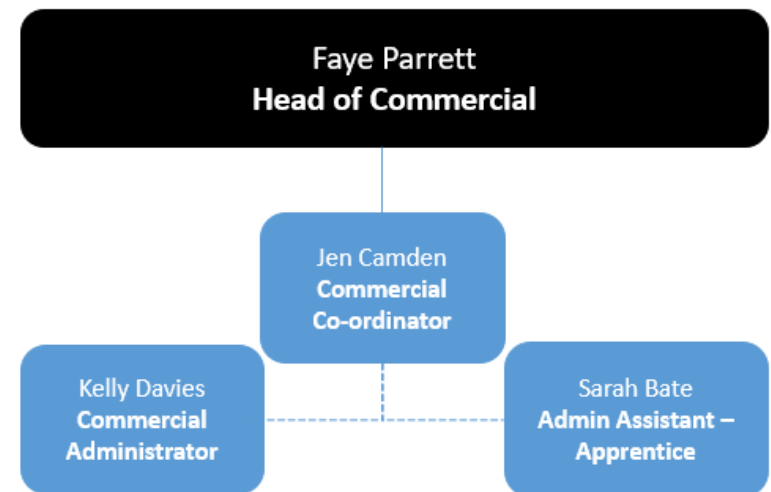 Faye Parrett
Head of Commercial
Jen Camden
Commercial
Co-ordinator
Kelly Davies
Commercial
Administrator
Sarah Bate
Admin Assistant –
Apprentice